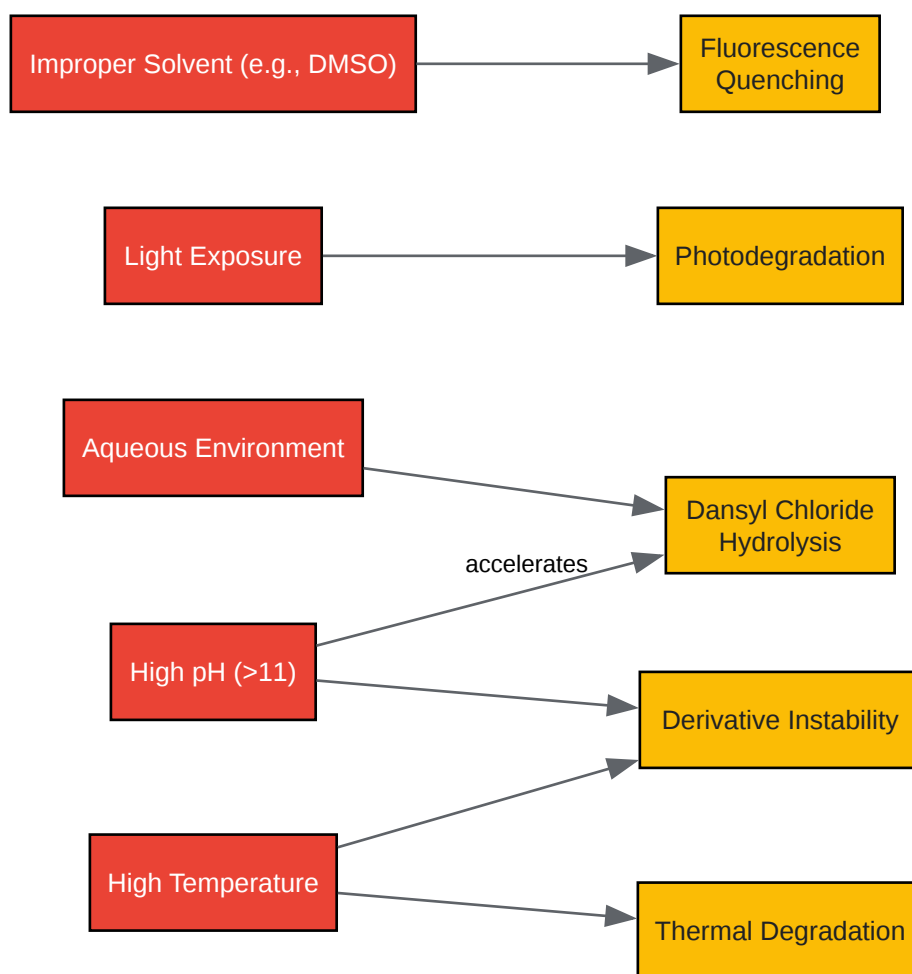 Improper Solvent (e.g., DMSO)
Fluorescence
Quenching
Light Exposure
Photodegradation
Aqueous Environment
Dansyl Chloride
Hydrolysis
accelerates
High pH (>11)
Derivative Instability
High Temperature
Thermal Degradation